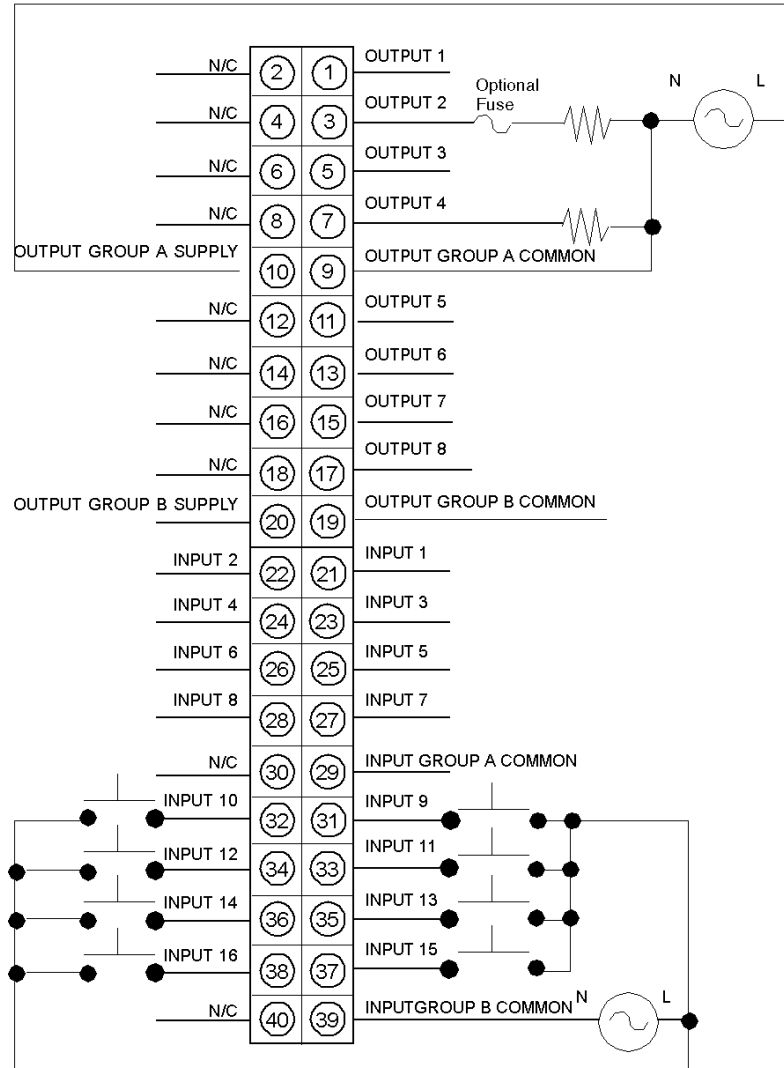 N/C 2 1 OUTPUT 1
Optional
Fuse
N L
N/C 4 3 OUTPUT 2
N/C 6 5 OUTPUT 3
N/C 8 7 OUTPUT 4
OUTPUT GROUP A SUPPLY 10 9 OUTPUT GROUP A COMMON
N/C 12 11 OUTPUT 5
N/C 14 13 OUTPUT 6
N/C 16 15 OUTPUT 7
N/C 18 17 OUTPUT 8
OUTPUT GROUP B SUPPLY 20 19 OUTPUT GROUP B COMMON
INPUT 2 22 21 INPUT 1
INPUT 4 24 23 INPUT 3
INPUT 6 26 25 INPUT 5
INPUT 8 28 27 INPUT 7
N/C 30 29 INPUT GROUP A COMMON
INPUT 10 32 31 INPUT 9
INPUT 12 34 33 INPUT 11
INPUT 14 36 35 INPUT 13
INPUT 16 38 37 INPUT 15
N/C 40 39 INPUTGROUP B COMMON N L